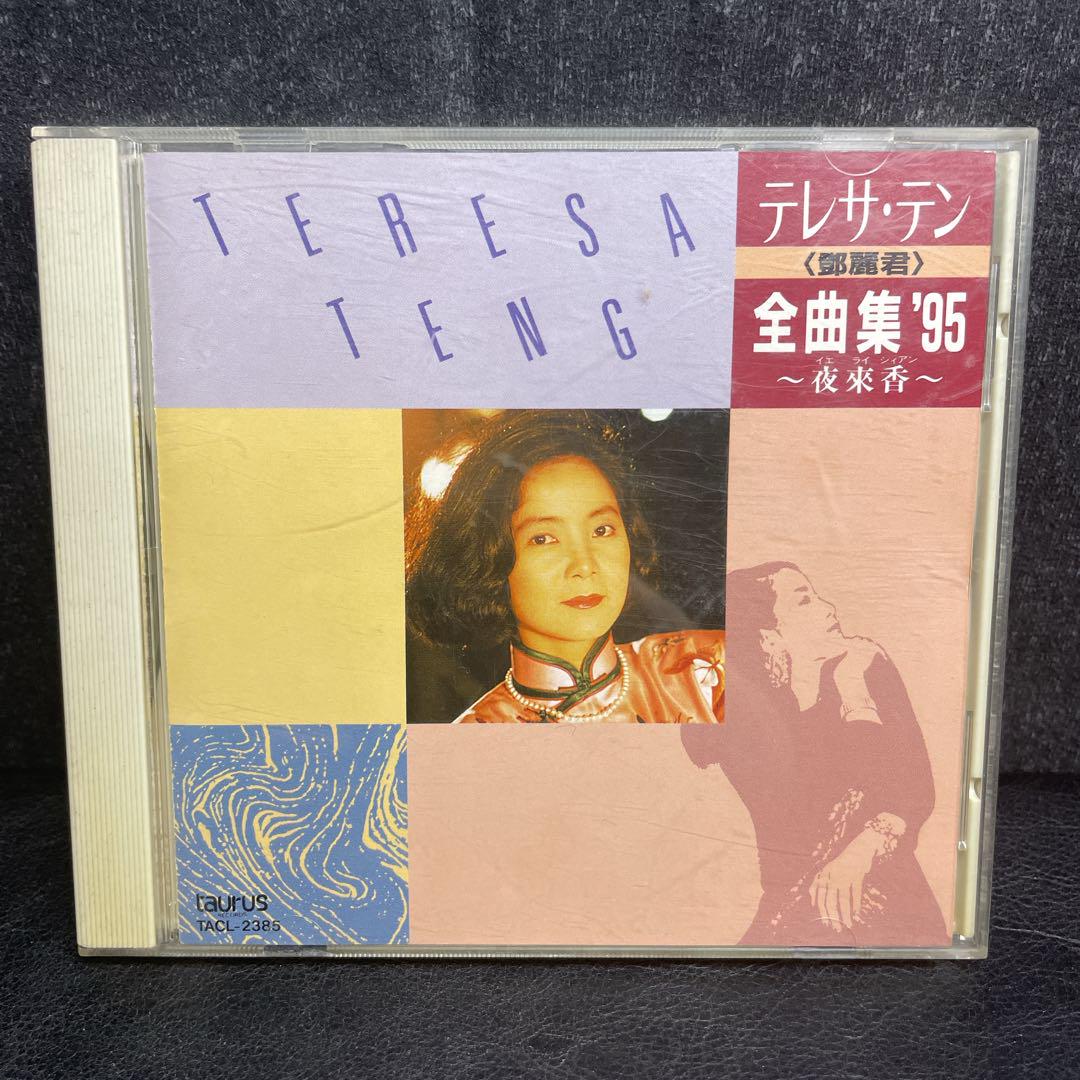 TERESA
TENG
テレサ・テン
〈鄧麗君〉
全曲集'95
イエ ライ シィアン
～夜來香～
taurus
RECORDS
TACL-2385